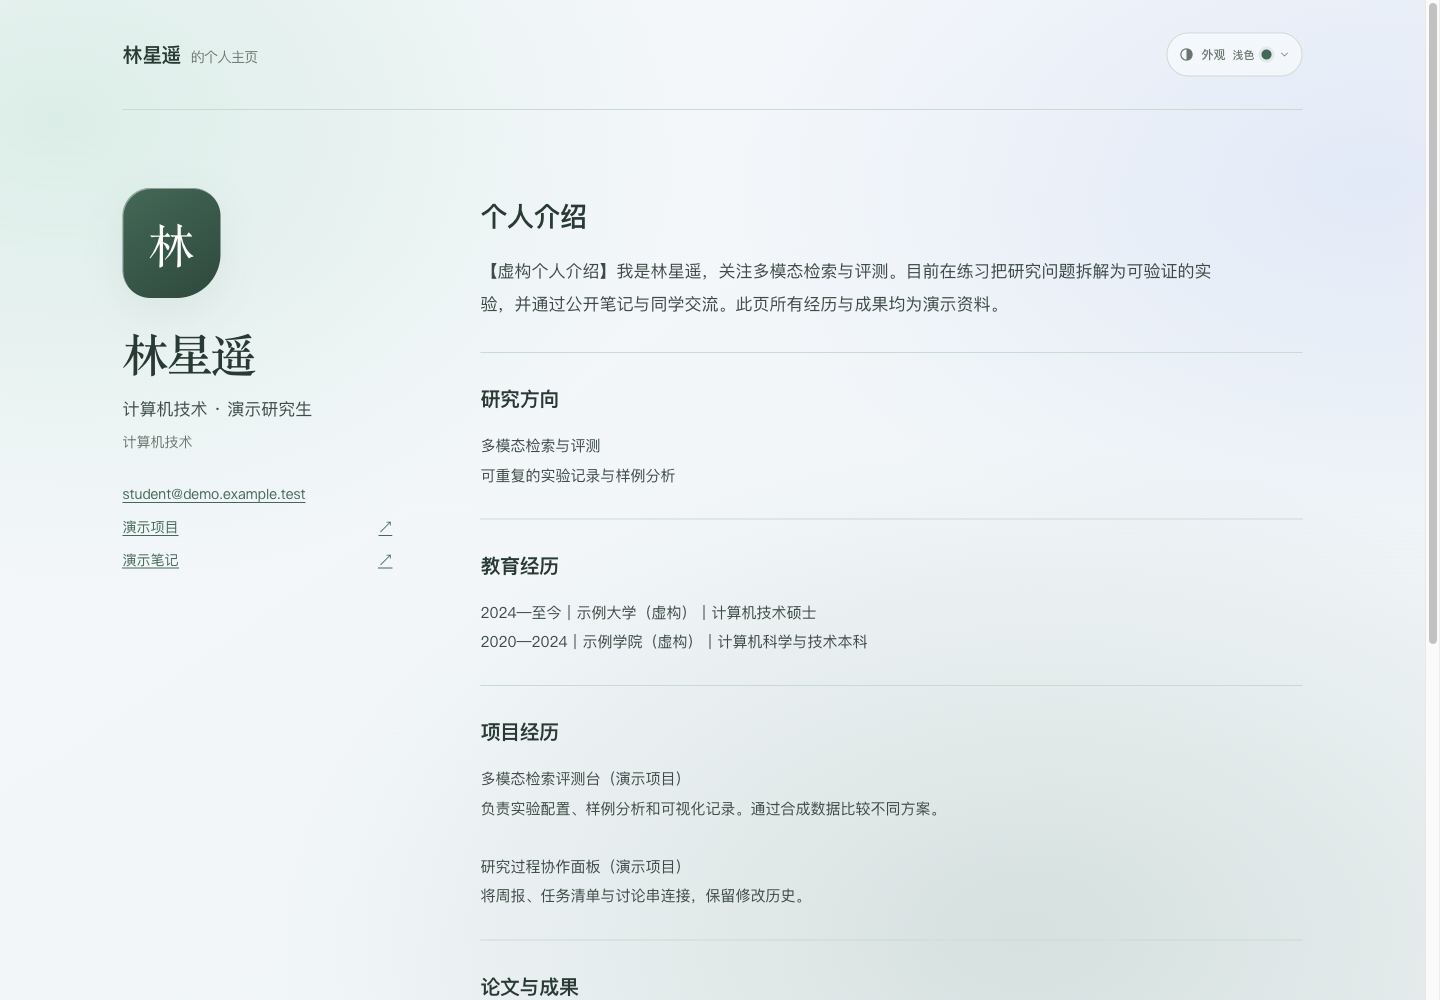 林星遥 的个人主页
外观 浅色
林
林星遥
计算机技术 · 演示研究生
计算机技术
student@demo.example.test
演示项目 ↗
演示笔记 ↗
个人介绍
【虚构个人介绍】我是林星遥，关注多模态检索与评测。目前在练习把研究问题拆解为可验证的实
验，并通过公开笔记与同学交流。此页所有经历与成果均为演示资料。
研究方向
多模态检索与评测
可重复的实验记录与样例分析
教育经历
2024—至今｜示例大学（虚构）｜计算机技术硕士
2020—2024｜示例学院（虚构）｜计算机科学与技术本科
项目经历
多模态检索评测台（演示项目）
负责实验配置、样例分析和可视化记录。通过合成数据比较不同方案。
研究过程协作面板（演示项目）
将周报、任务清单与讨论串连接，保留修改历史。
论文与成果